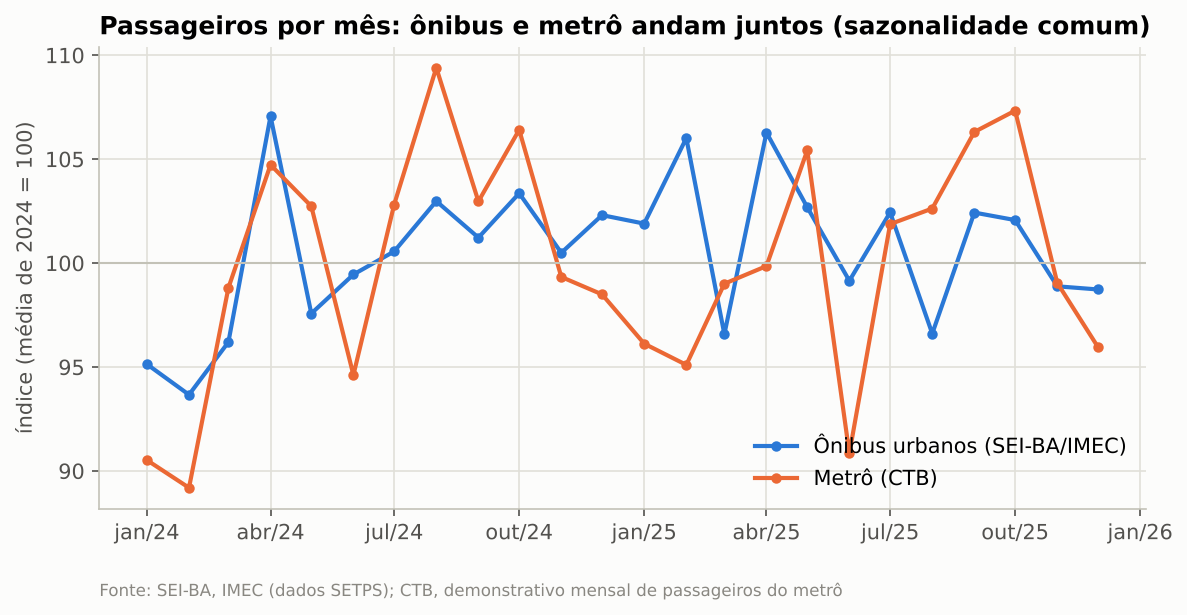 Passageiros por mês: ônibus e metrô andam juntos (sazonalidade comum)
índice (média de 2024 = 100)
110
105
100
95
90
Ônibus urbanos (SEI-BA/IMEC)
Metrô (CTB)
jan/24 abr/24 jul/24 out/24 jan/25 abr/25 jul/25 out/25 jan/26
Fonte: SEI-BA, IMEC (dados SETPS); CTB, demonstrativo mensal de passageiros do metrô